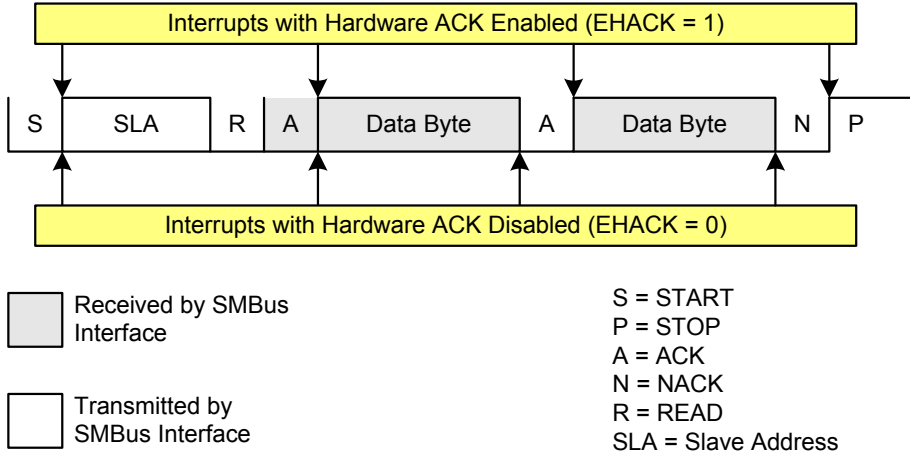 Interrupts with Hardware ACK Enabled (EHACK = 1)
S SLA R A Data Byte A Data Byte N P
Interrupts with Hardware ACK Disabled (EHACK = 0)
Received by SMBus
Interface
Transmitted by
SMBus Interface
S = START
P = STOP
A = ACK
N = NACK
R = READ
SLA = Slave Address